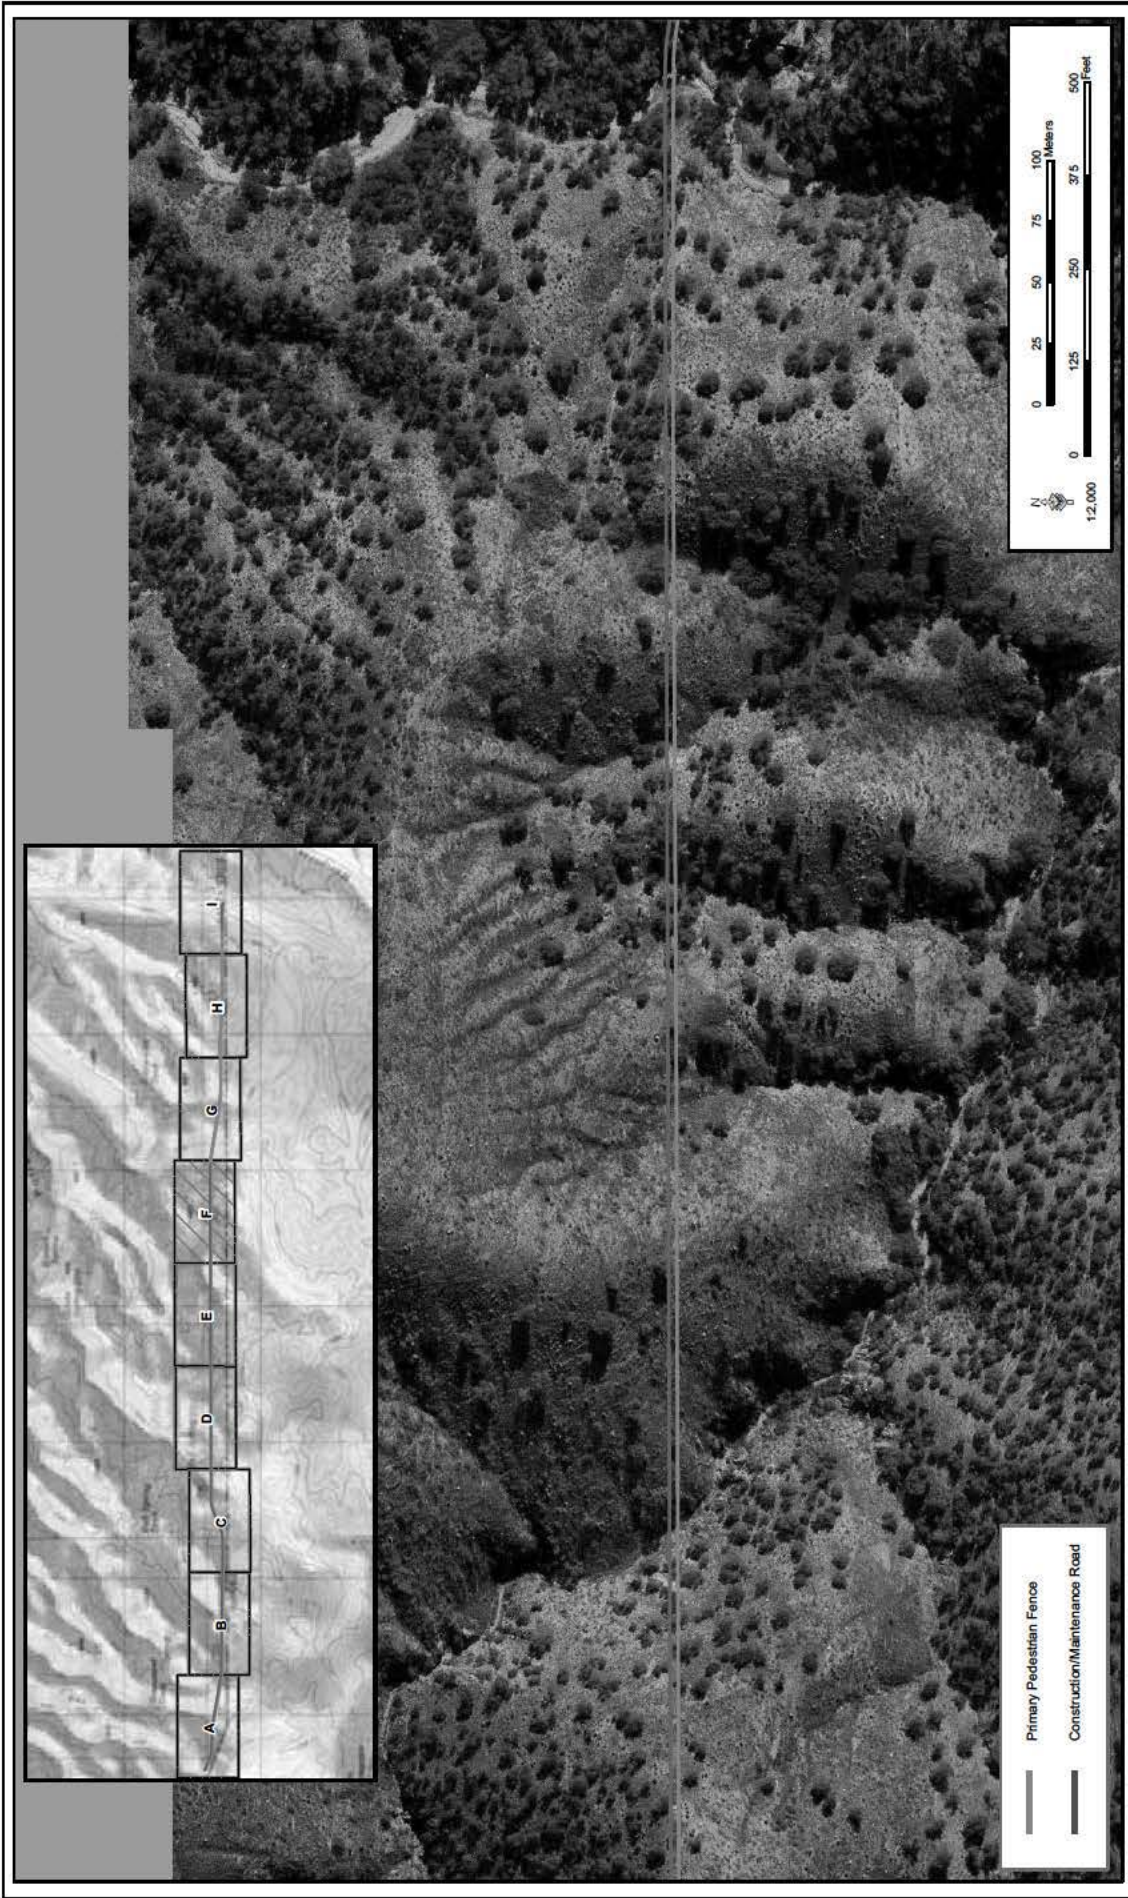 A
B
C
D
E
F
G
H
I
Primary Pedestrian Fence
Construction/Maintenance Road
N
1:2,000
0 25 50 75 100
Meters
0 125 250 375 500
Feet